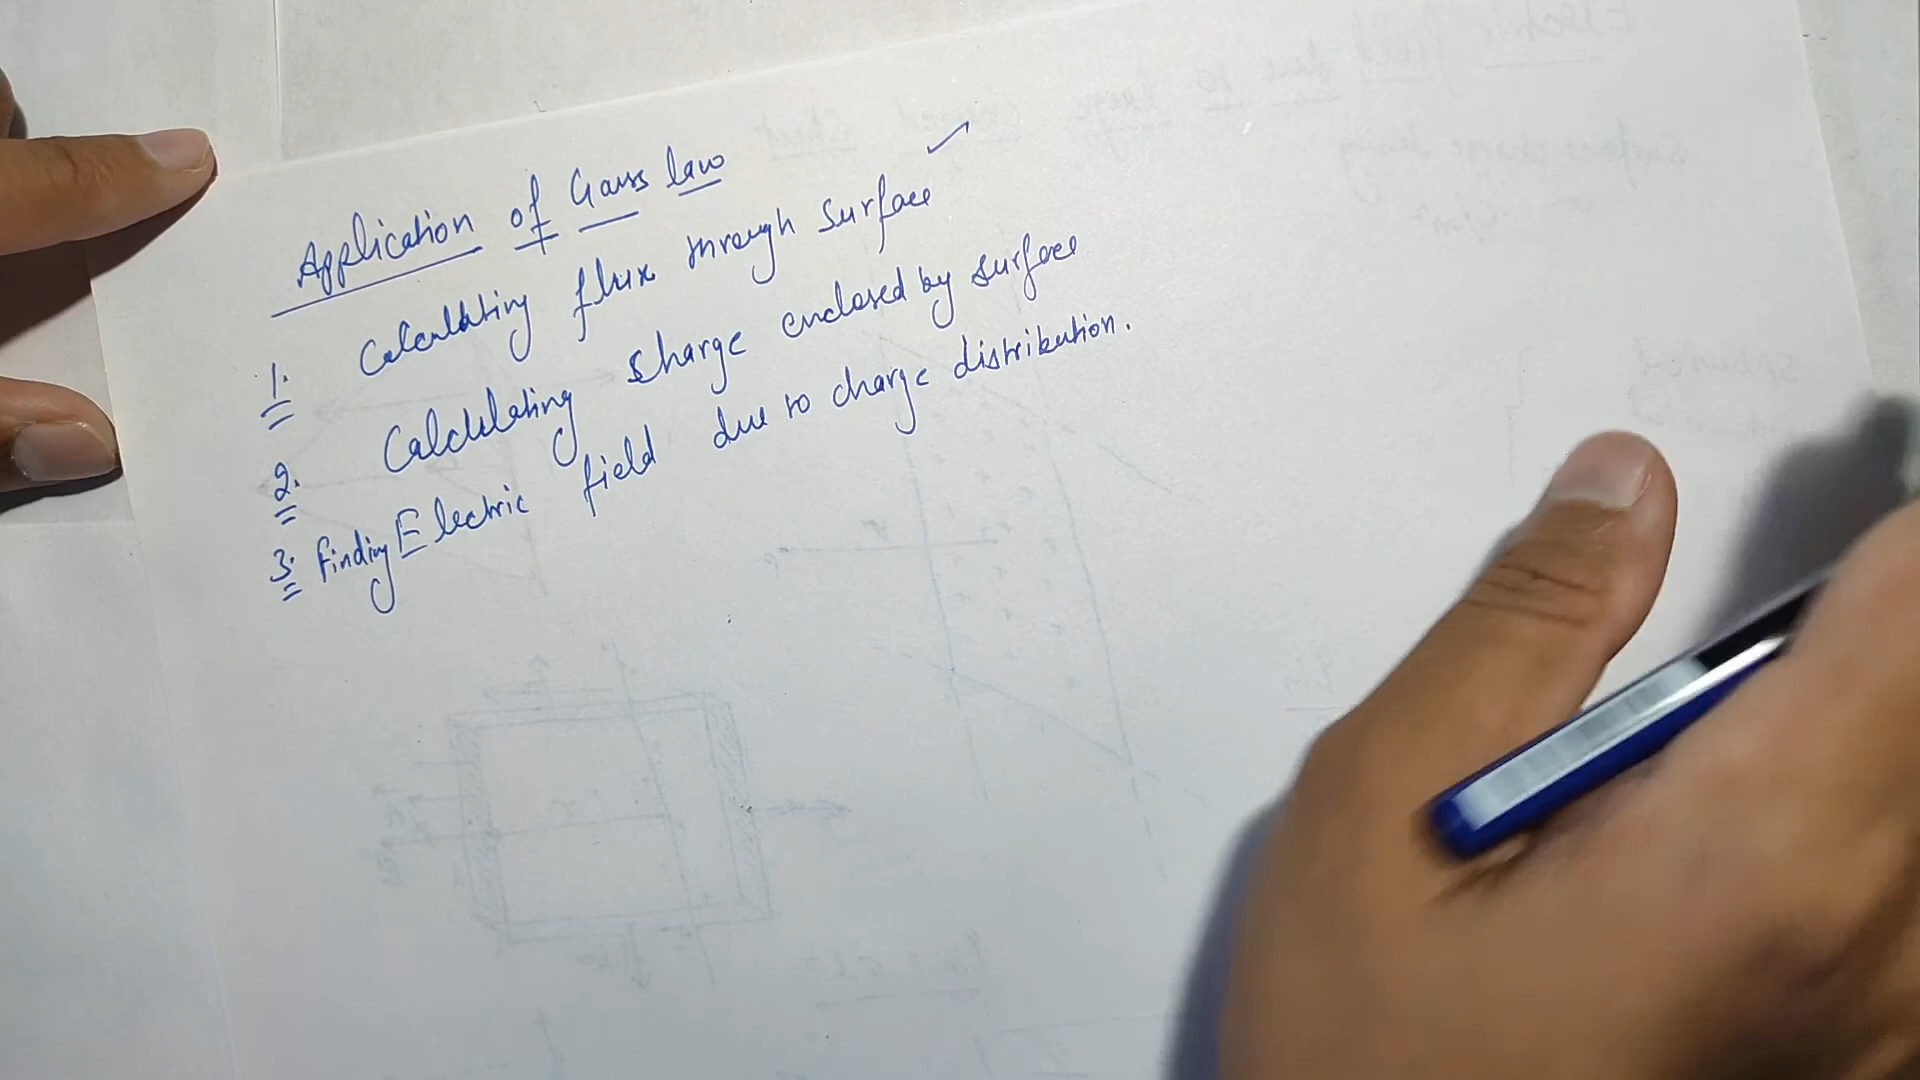 Application of Gauss law
1. Calculating flux through surface
2. Calculating charge enclosed by surface
3. finding Electric field due to charge distribution.